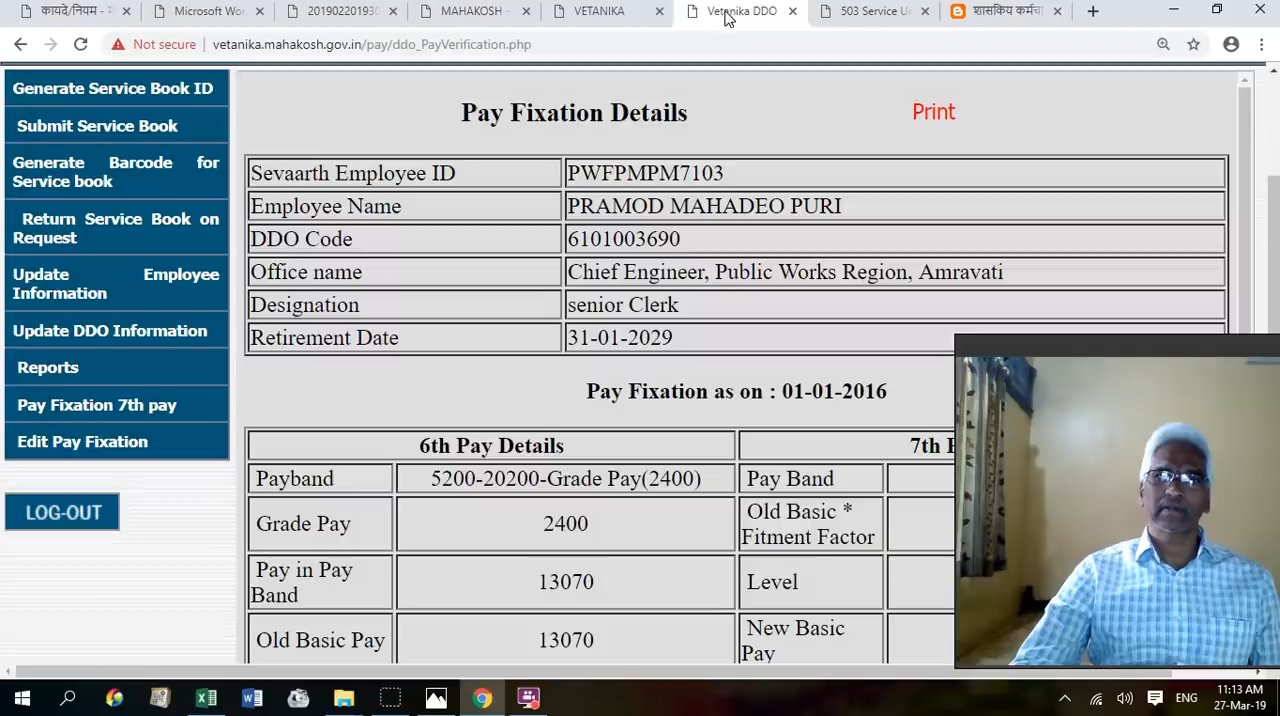 कायदे/नियम - म
Microsoft Wo
20190220193
MAHAKOSH -
VETANIKA
Vetanika DDO
503 Service U
शासकिय कर्मचा
Not secure
vetanika.mahakosh.gov.in/pay/ddo_PayVerification.php
Generate Service Book ID
Submit Service Book
Generate Barcode for
Service book
Return Service Book on
Request
Update Employee
Information
Update DDO Information
Reports
Pay Fixation 7th pay
Edit Pay Fixation
LOG-OUT
Pay Fixation Details
Print
Sevaarth Employee ID PWFPMPM7103
Employee Name PRAMOD MAHADEO PURI
DDO Code 6101003690
Office name Chief Engineer, Public Works Region, Amravati
Designation senior Clerk
Retirement Date 31-01-2029
Pay Fixation as on : 01-01-2016
6th Pay Details 7th P
Payband 5200-20200-Grade Pay(2400) Pay Band
Grade Pay 2400 Old Basic *
Fitment Factor
Pay in Pay
Band 13070 Level
Old Basic Pay 13070 New Basic
Pay
ENG
11:13 AM
27-Mar-19